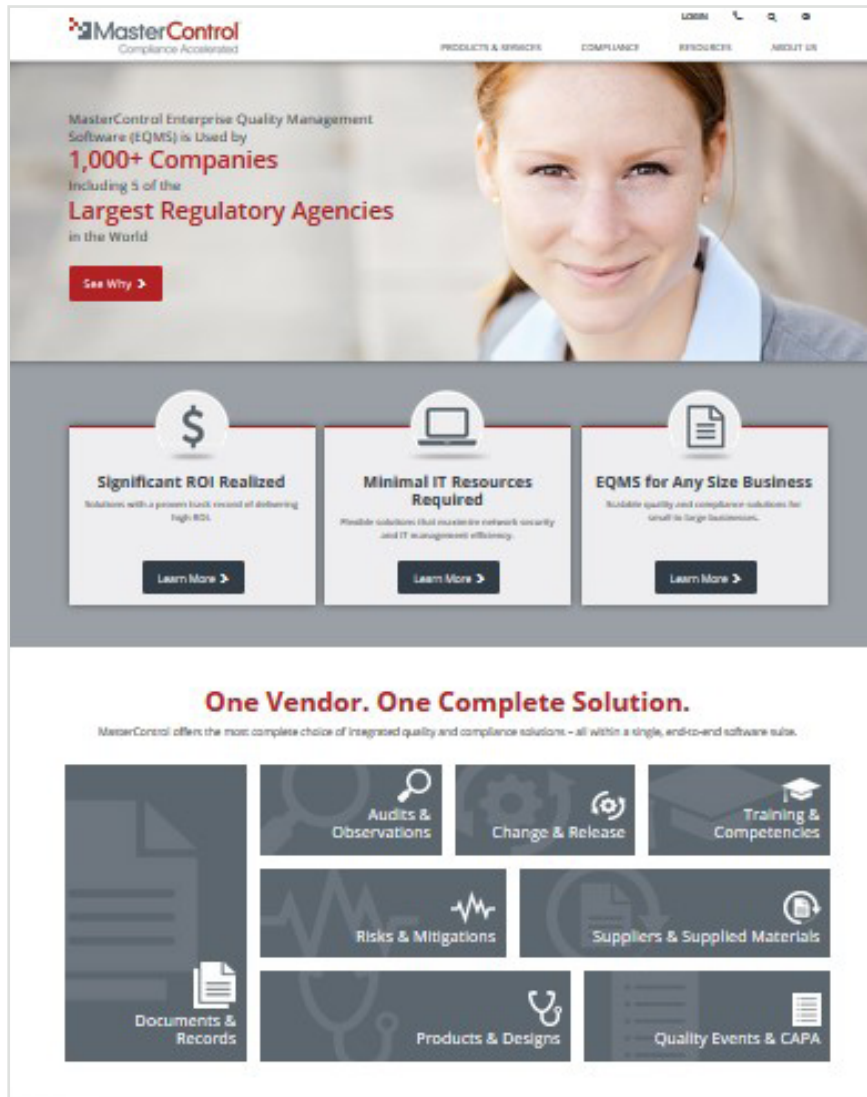 MasterControl
Compliance Accelerated
LOGIN
PRODUCTS & SERVICES COMPLIANCE RESOURCES ABOUT US
MasterControl Enterprise Quality Management
Software (EQMS) is Used by
1,000+ Companies
Including 5 of the
Largest Regulatory Agencies
in the World
See Why
Significant ROI Realized
Solutions with a proven track record of delivering
high ROI.
Learn More
Minimal IT Resources
Required
Flexible solutions that maximize network security
and IT management efficiency.
Learn More
EQMS for Any Size Business
Scalable quality and compliance solutions for
small to large businesses.
Learn More
One Vendor. One Complete Solution.
MasterControl offers the most complete choice of integrated quality and compliance solutions – all within a single, end-to-end software suite.
Documents &
Records
Audits &
Observations
Change & Release
Training &
Competencies
Risks & Mitigations
Suppliers & Supplied Materials
Products & Designs
Quality Events & CAPA